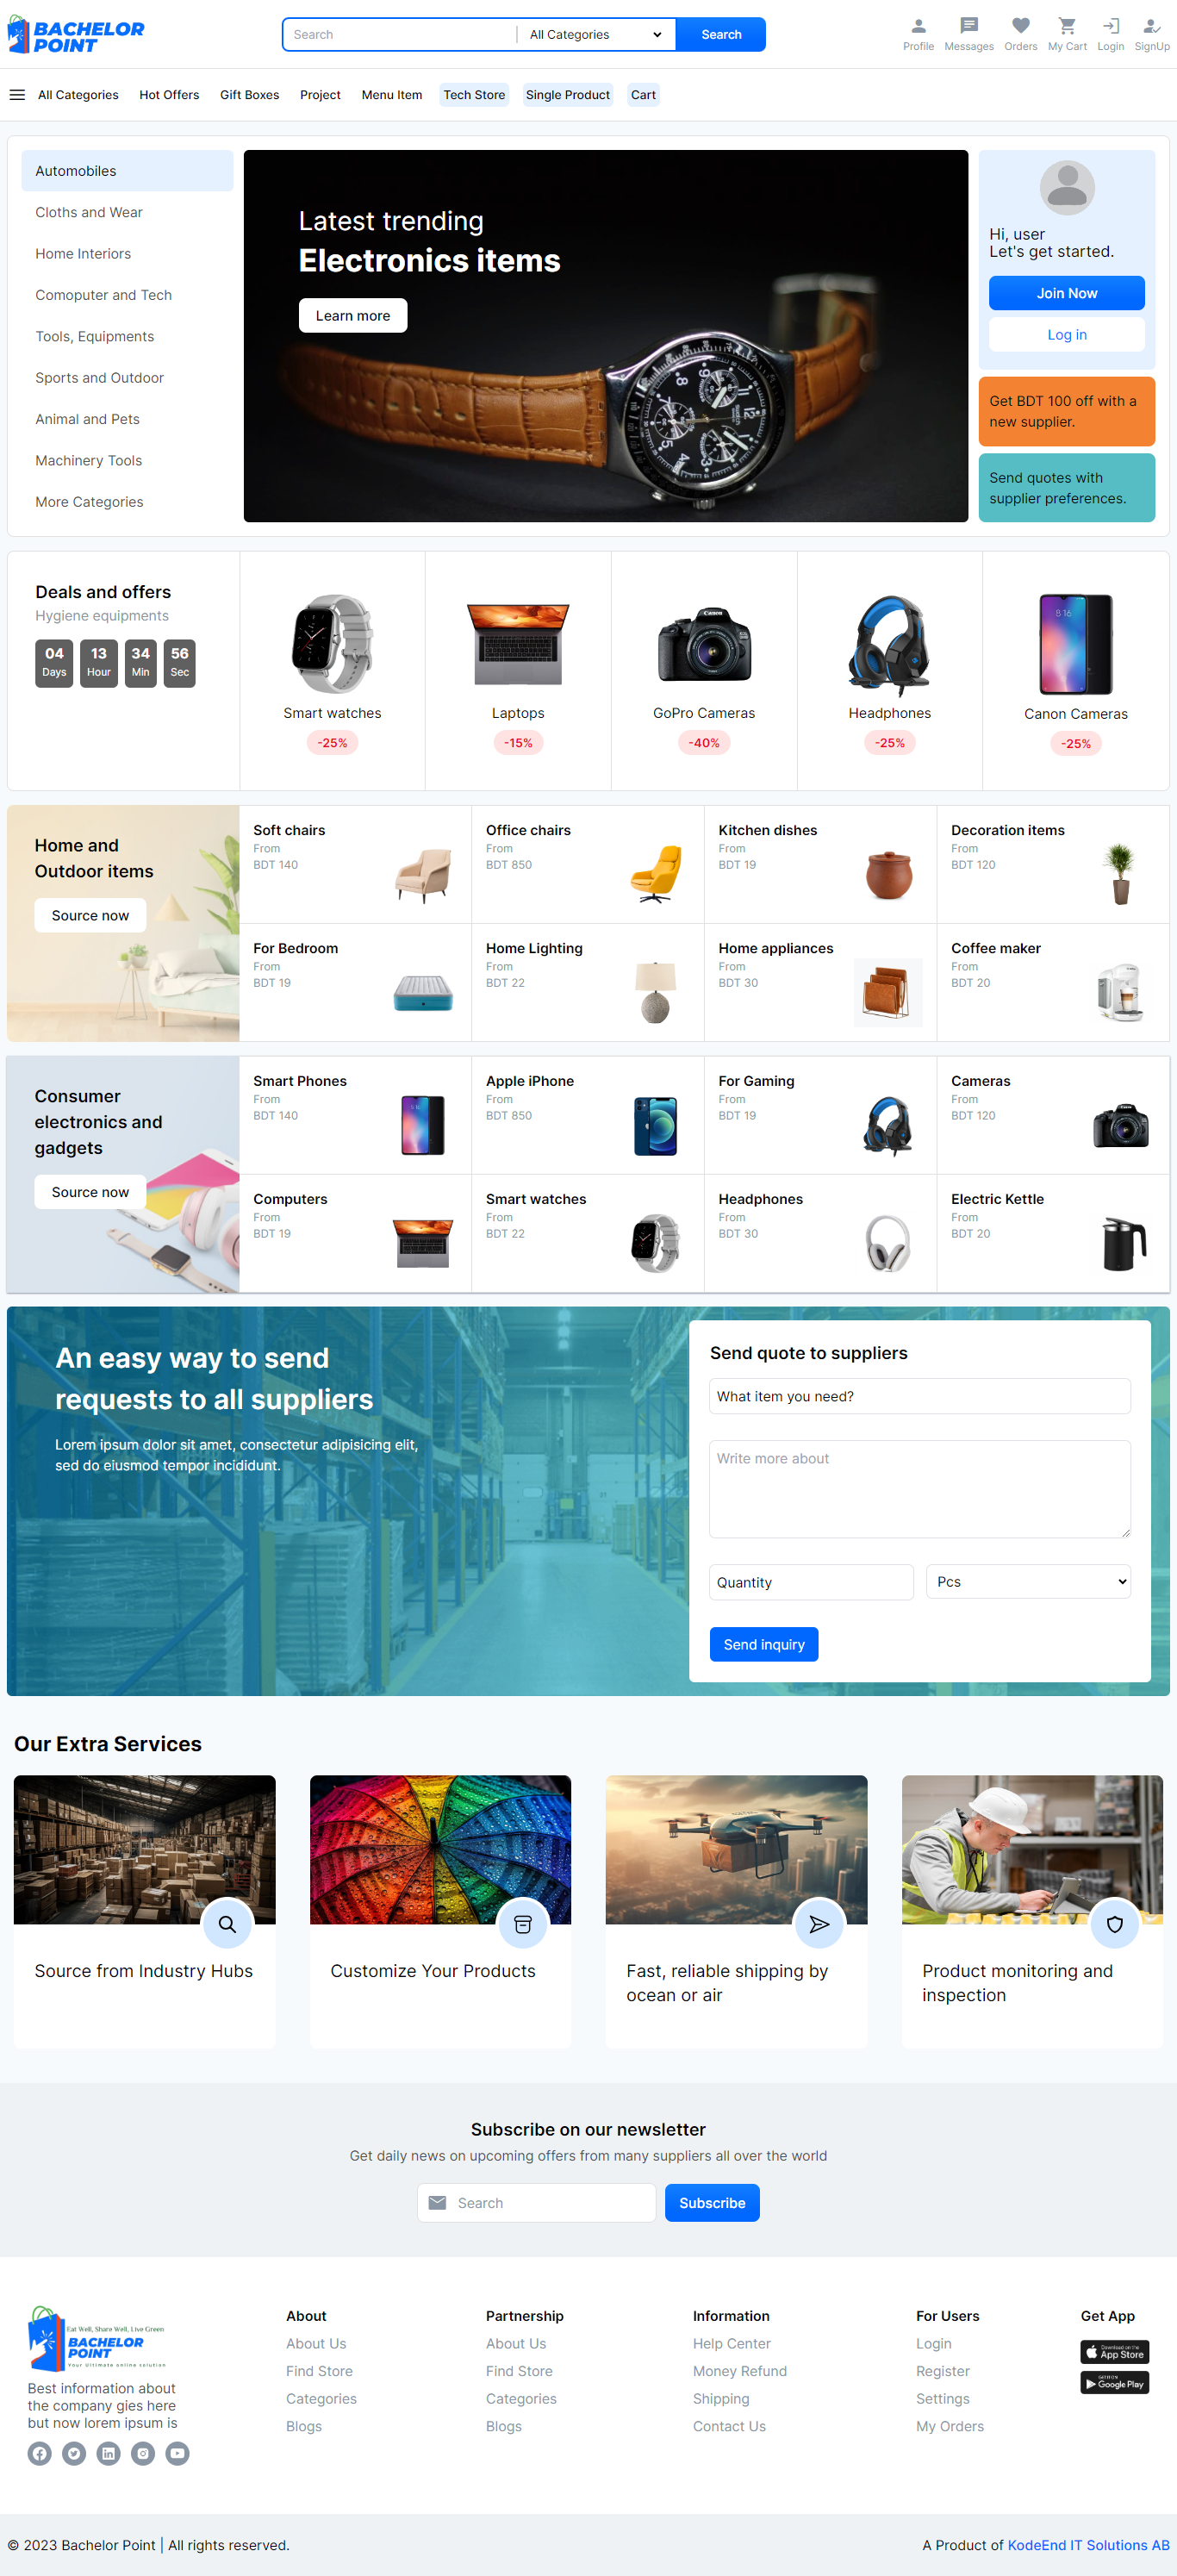 BACHELOR
POINT
Search
All Categories
Search
Profile
Messages
Orders
My Cart
Login
SignUp
All Categories
Hot Offers
Gift Boxes
Project
Menu Item
Tech Store
Single Product
Cart
Automobiles
Cloths and Wear
Home Interiors
Comoputer and Tech
Tools, Equipments
Sports and Outdoor
Animal and Pets
Machinery Tools
More Categories
Latest trending
Electronics items
Learn more
Hi, user
Let's get started.
Join Now
Log in
Get BDT 100 off with a
new supplier.
Send quotes with
supplier preferences.
Deals and offers
Hygiene equipments
04
Days
13
Hour
34
Min
56
Sec
Smart watches
-25%
Laptops
-15%
Canon
GoPro Cameras
-40%
Headphones
-25%
8:16
Canon Cameras
-25%
Home and
Outdoor items
Source now
Soft chairs
From
BDT 140
Office chairs
From
BDT 850
Kitchen dishes
From
BDT 19
Decoration items
From
BDT 120
For Bedroom
From
BDT 19
Home Lighting
From
BDT 22
Home appliances
From
BDT 30
Coffee maker
From
BDT 20
Consumer
electronics and
gadgets
Source now
Smart Phones
From
BDT 140
Apple iPhone
From
BDT 850
For Gaming
From
BDT 19
Cameras
From
BDT 120
Computers
From
BDT 19
Smart watches
From
BDT 22
Headphones
From
BDT 30
Electric Kettle
From
BDT 20
An easy way to send
requests to all suppliers
Lorem ipsum dolor sit amet, consectetur adipisicing elit,
sed do eiusmod tempor incididunt.
Send quote to suppliers
What item you need?
Write more about
Quantity
Pcs
Send inquiry
Our Extra Services
Source from Industry Hubs
Customize Your Products
Fast, reliable shipping by
ocean or air
Product monitoring and
inspection
Subscribe on our newsletter
Get daily news on upcoming offers from many suppliers all over the world
Search
Subscribe
Eat Well, Share Well, Live Green
BACHELOR
POINT
Your Ultimate online solution
Best information about
the company gies here
but now lorem ipsum is
About
About Us
Find Store
Categories
Blogs
Partnership
About Us
Find Store
Categories
Blogs
Information
Help Center
Money Refund
Shipping
Contact Us
For Users
Login
Register
Settings
My Orders
Get App
Download on the
App Store
GET IT ON
Google Play
© 2023 Bachelor Point | All rights reserved.
A Product of KodeEnd IT Solutions AB